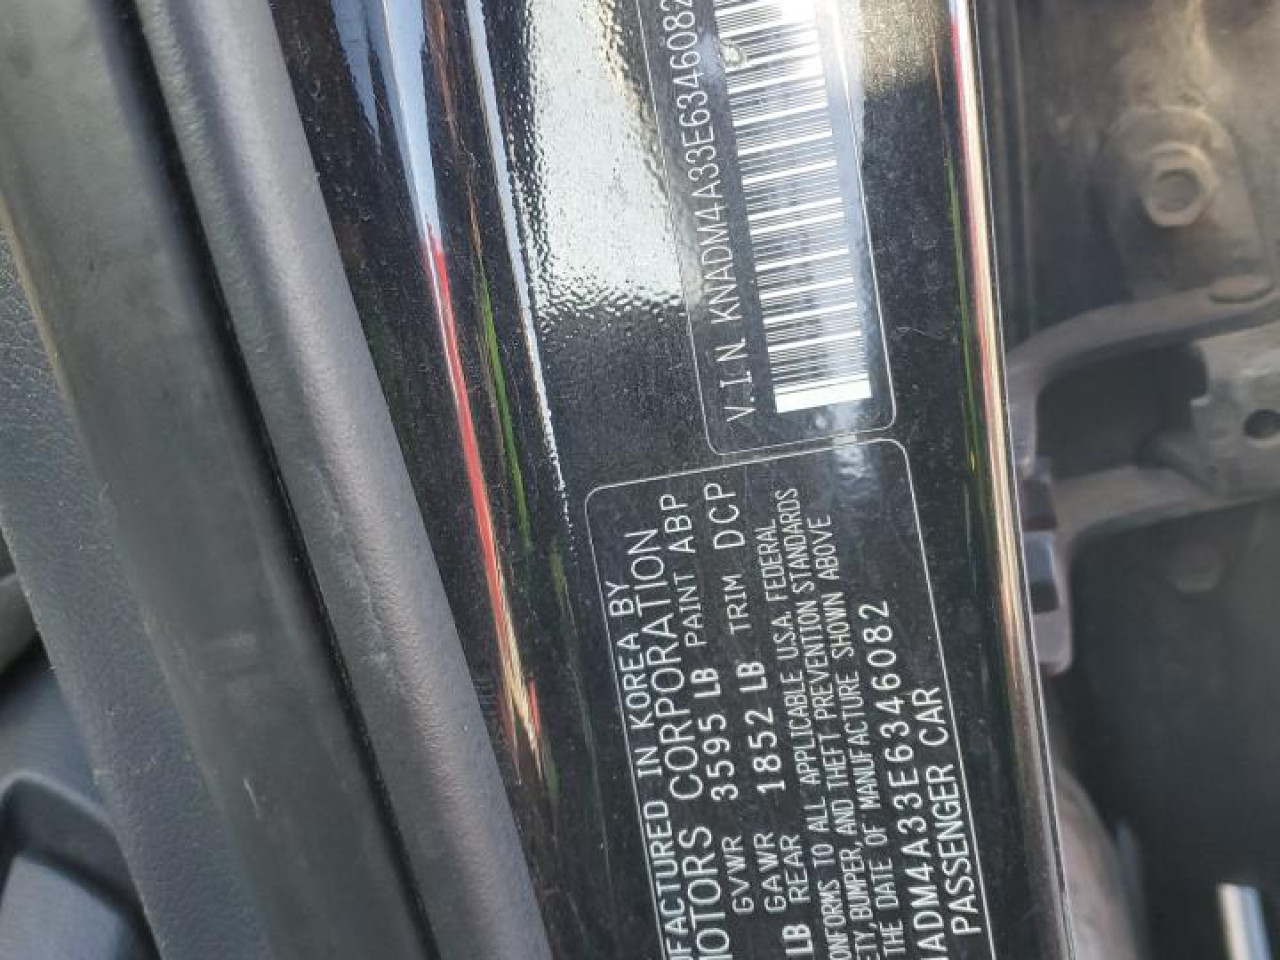 V.I.N KNADM4A33E6346082
UFACTURED IN KOREA BY
MOTORS CORPORATION
GVWR 3595 LB PAINT ABP
GAWR 1852 LB TRIM DCP
LB REAR
ONFORMS TO ALL APPLICABLE U.S.A. FEDERAL
ETY, BUMPER, AND THEFT PREVENTION STANDARDS
THE DATE OF MANUFACTURE SHOWN ABOVE
NADM4A33E6346082
PASSENGER CAR